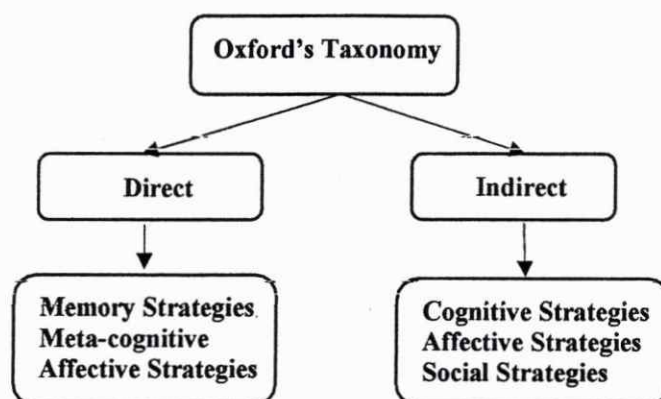 Oxford's Taxonomy
Direct
Indirect
Memory Strategies
Meta-cognitive
Affective Strategies
Cognitive Strategies
Affective Strategies
Social Strategies